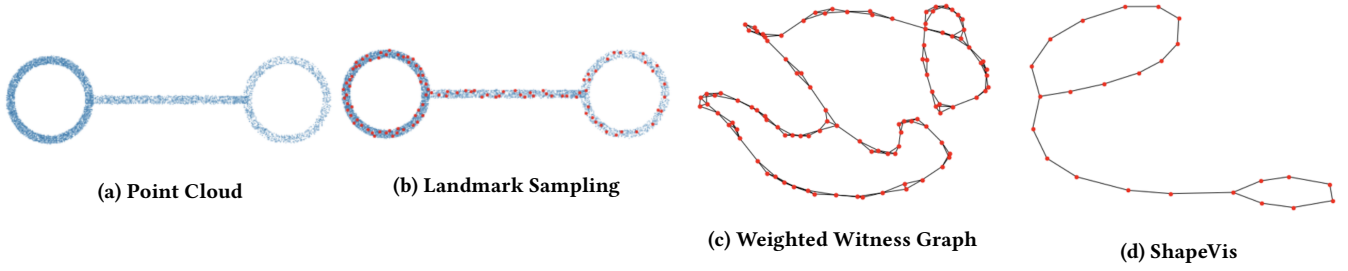 (a) Point Cloud
(b) Landmark Sampling
(c) Weighted Witness Graph
(d) ShapeVis